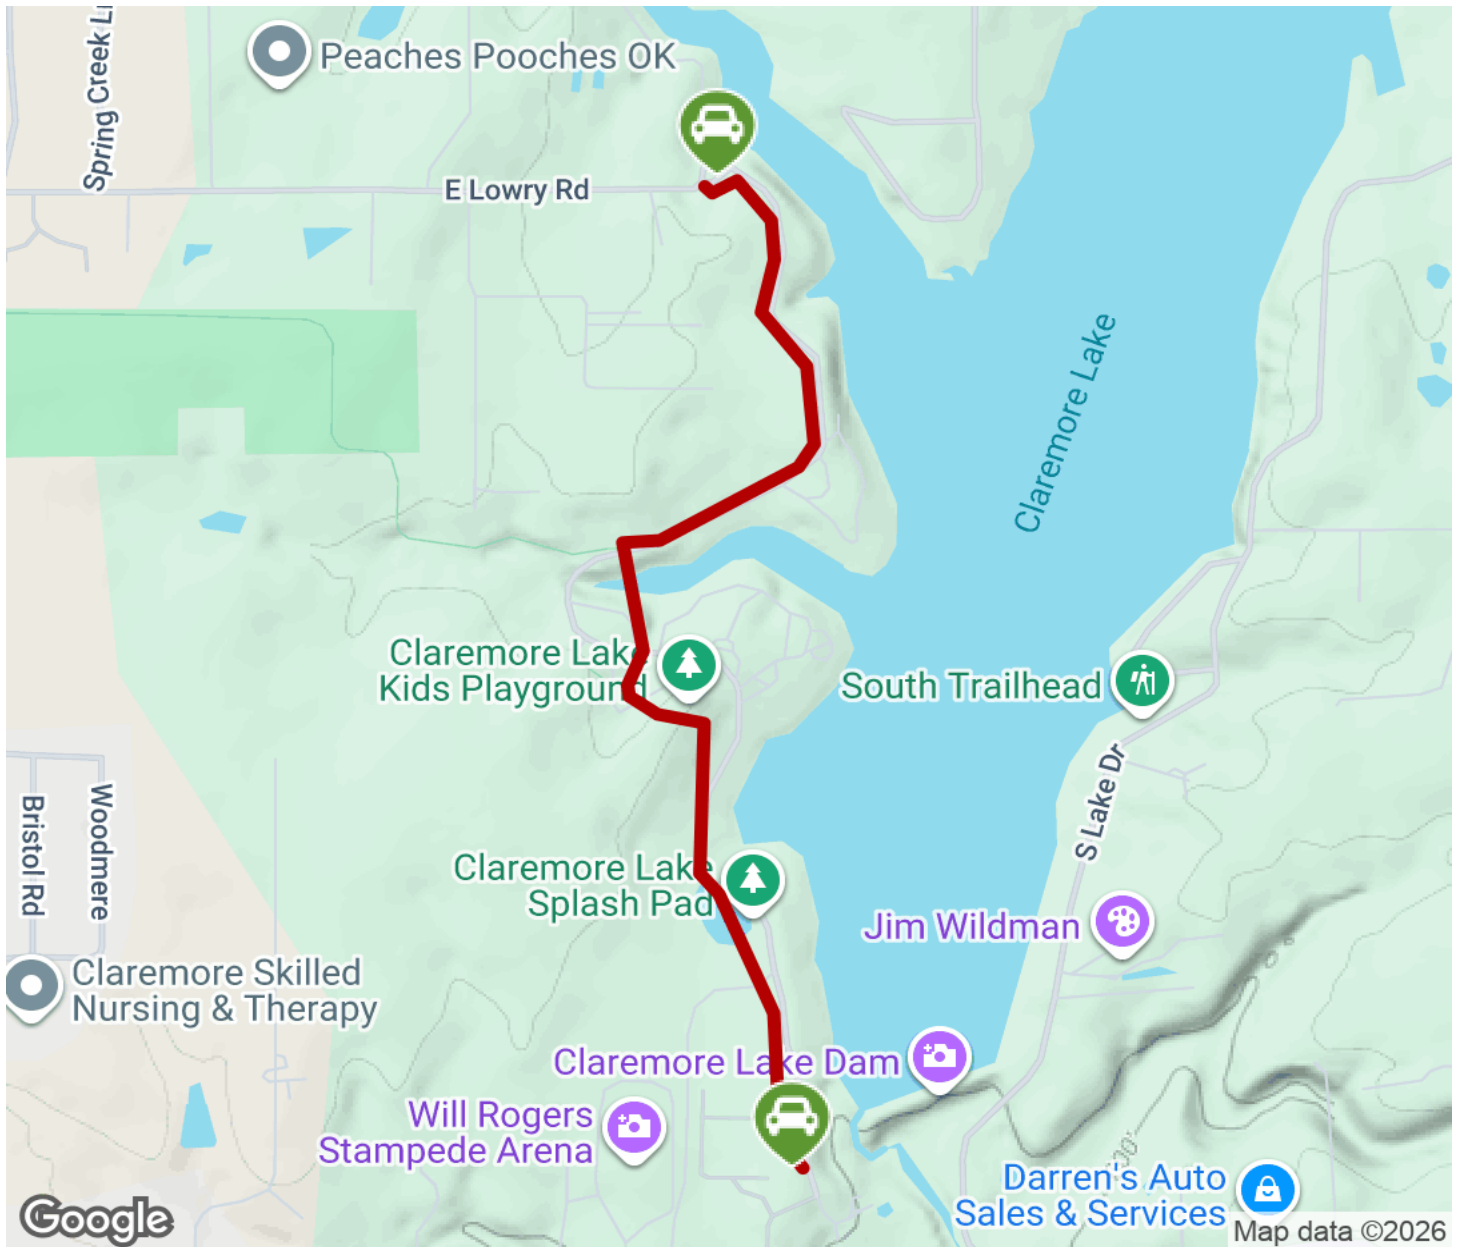 Spring Creek Ln
Peaches Pooches OK
E Lowry Rd
Claremore Lake
Claremore Lake
Kids Playground
South Trailhead
S Lake Dr
Bristol Rd
Woodmere
Claremore Lake
Splash Pad
Jim Wildman
Claremore Skilled
Nursing & Therapy
Claremore Lake Dam
Will Rogers
Stampede Arena
Darren's Auto
Sales & Services
Google
Map data ©2026